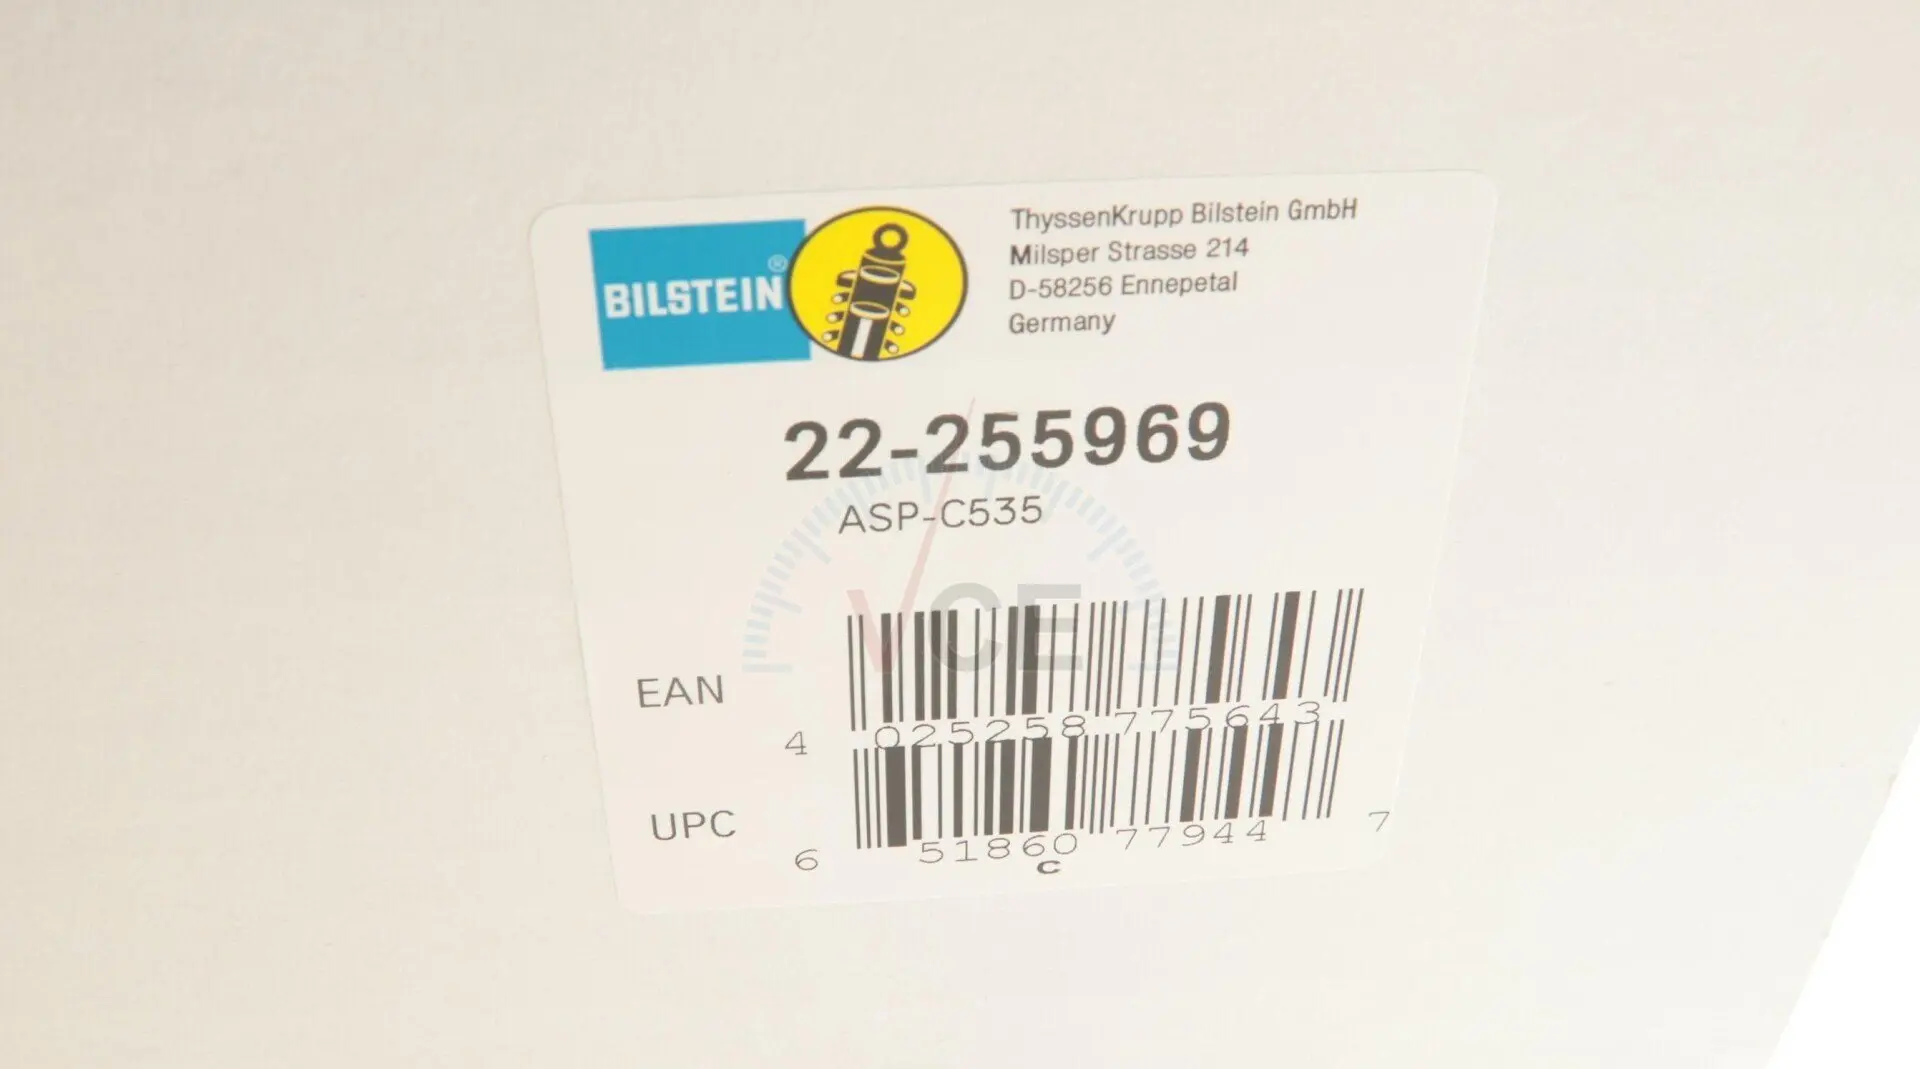 BILSTEIN®
ThyssenKrupp Bilstein GmbH
Milsper Strasse 214
D-58256 Ennepetal
Germany
22-255969
ASP-C535
VCE
EAN
4 025258 775643
UPC
6 51860 77944 7
C